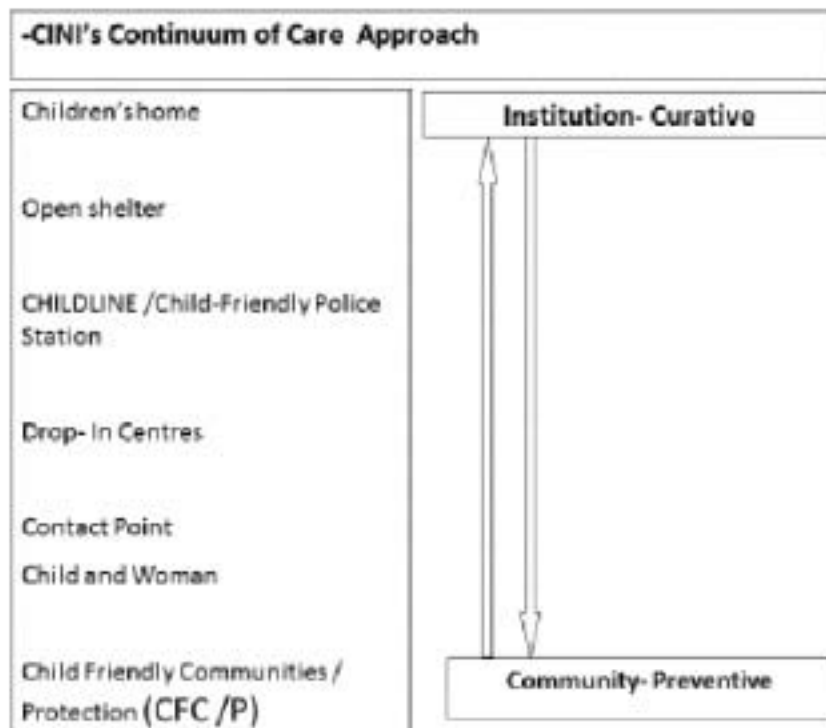 -CINI's Continuum of Care Approach
Children's home
Open shelter
CHILDLINE /Child-Friendly Police
Station
Drop- In Centres
Contact Point
Child and Woman
Child Friendly Communities /
Protection (CFC /P)
Institution- Curative
Community- Preventive